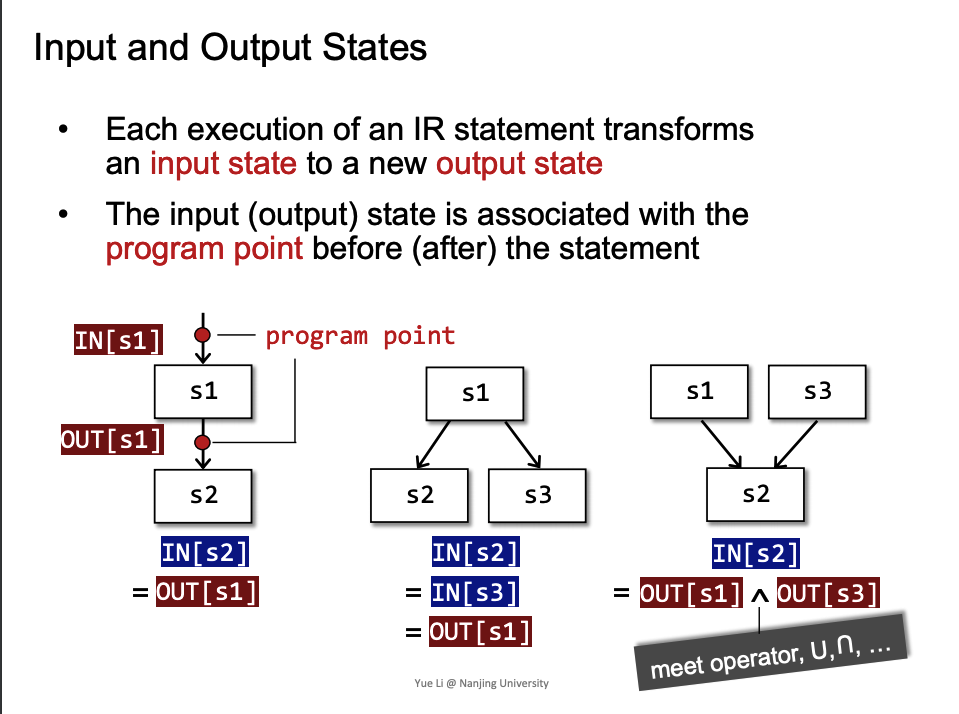 Input and Output States
• Each execution of an IR statement transforms
an input state to a new output state
• The input (output) state is associated with the
program point before (after) the statement
IN[s1]
program point
s1
OUT[s1]
s2
IN[s2]
= OUT[s1]
s1
s2
s3
IN[s2]
= IN[s3]
= OUT[s1]
s1
s3
s2
IN[s2]
= OUT[s1] ∧ OUT[s3]
meet operator, ∪,∩, ...
Yue Li @ Nanjing University